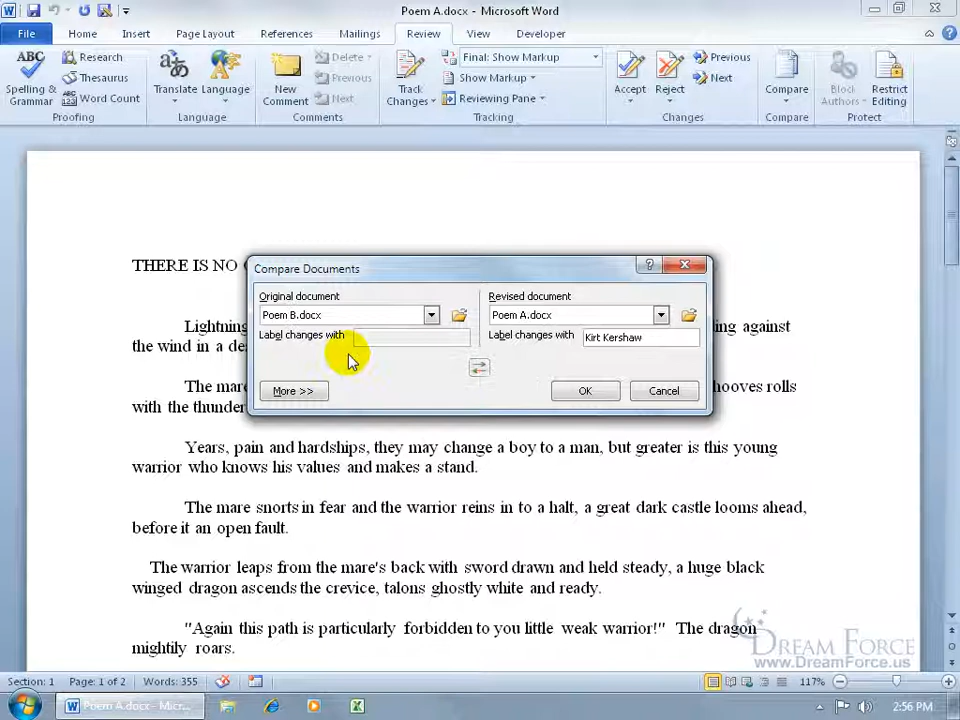 Poem A.docx - Microsoft Word
File Home Insert Page Layout References Mailings Review View Developer
ABC
Spelling & Grammar
Research
Thesaurus
Word Count
Proofing
Translate
Language
Language
New Comment
Delete
Previous
Next
Comments
Track Changes
Final: Show Markup
Show Markup
Reviewing Pane
Tracking
Accept
Reject
Previous
Next
Changes
Compare
Compare
Block Authors
Restrict Editing
Protect
THERE IS NO
Compare Documents
Original document
Poem B.docx
Label changes with
Revised document
Poem A.docx
Label changes with
Kirt Kershaw
More >>
OK
Cancel
Lightning against
the wind in a
The mare hooves rolls
with the thunder
Years, pain and hardships, they may change a boy to a man, but greater is this young
warrior who knows his values and makes a stand.
The mare snorts in fear and the warrior reins in to a halt, a great dark castle looms ahead,
before it an open fault.
The warrior leaps from the mare's back with sword drawn and held steady, a huge black
winged dragon ascends the crevice, talons ghostly white and ready.
"Again this path is particularly forbidden to you little weak warrior!" The dragon
mightily roars.
DREAM FORCE
www.DreamForce.us
Section: 1 Page: 1 of 2 Words: 355
117%
Poem A.docx - Micr...
2:56 PM